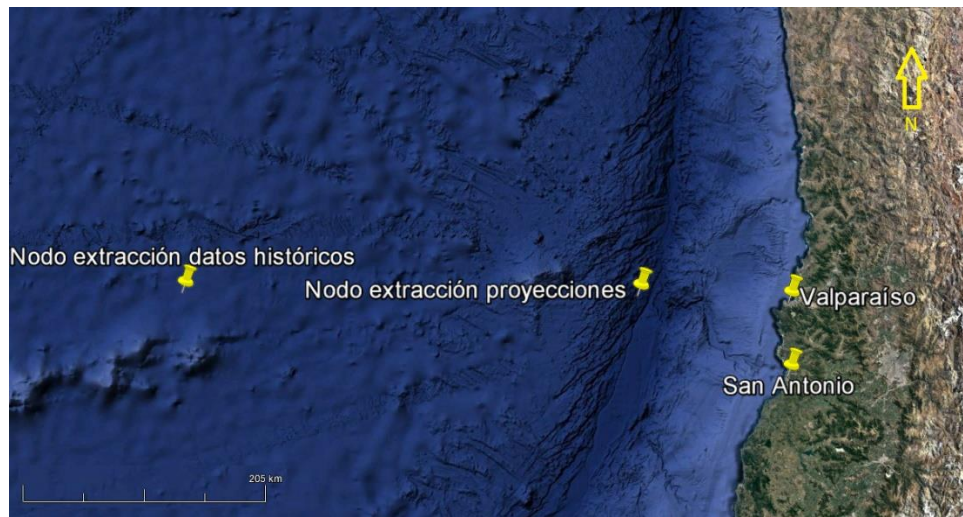 N
Nodo extracción datos históricos
Nodo extracción proyecciones
Valparaíso
San Antonio
205 km